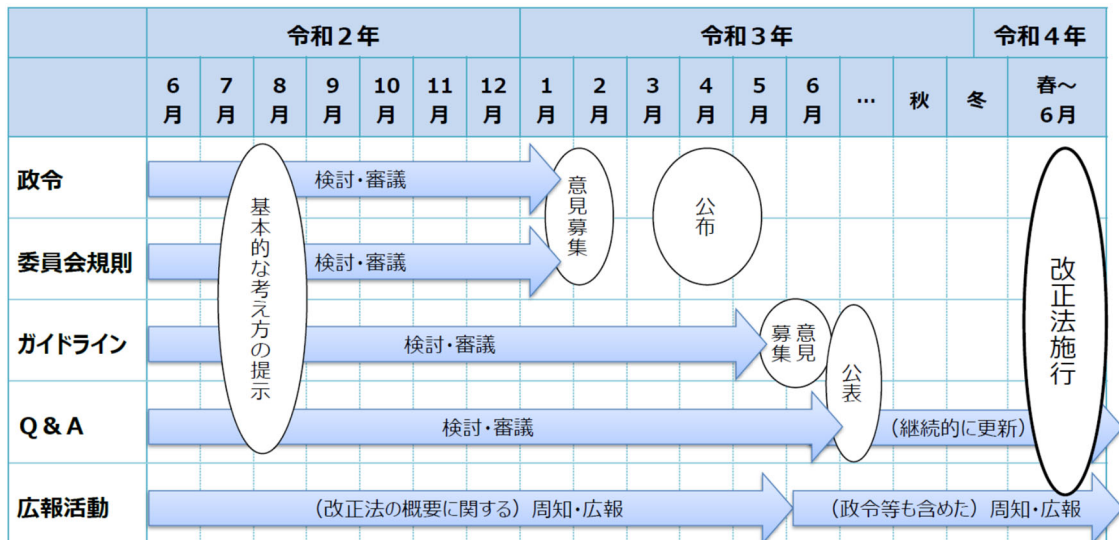 令和２年 令和３年 令和４年
6月 7月 8月 9月 10月 11月 12月 1月 2月 3月 4月 5月 6月 … 秋 冬 春～6月
政令
検討・審議
委員会規則
検討・審議
基本的な考え方の提示
意見募集
公布
ガイドライン
検討・審議
意見募集
公表
Ｑ＆Ａ
検討・審議
（継続的に更新）
改正法施行
広報活動
（改正法の概要に関する）周知・広報
（政令等も含めた）周知・広報